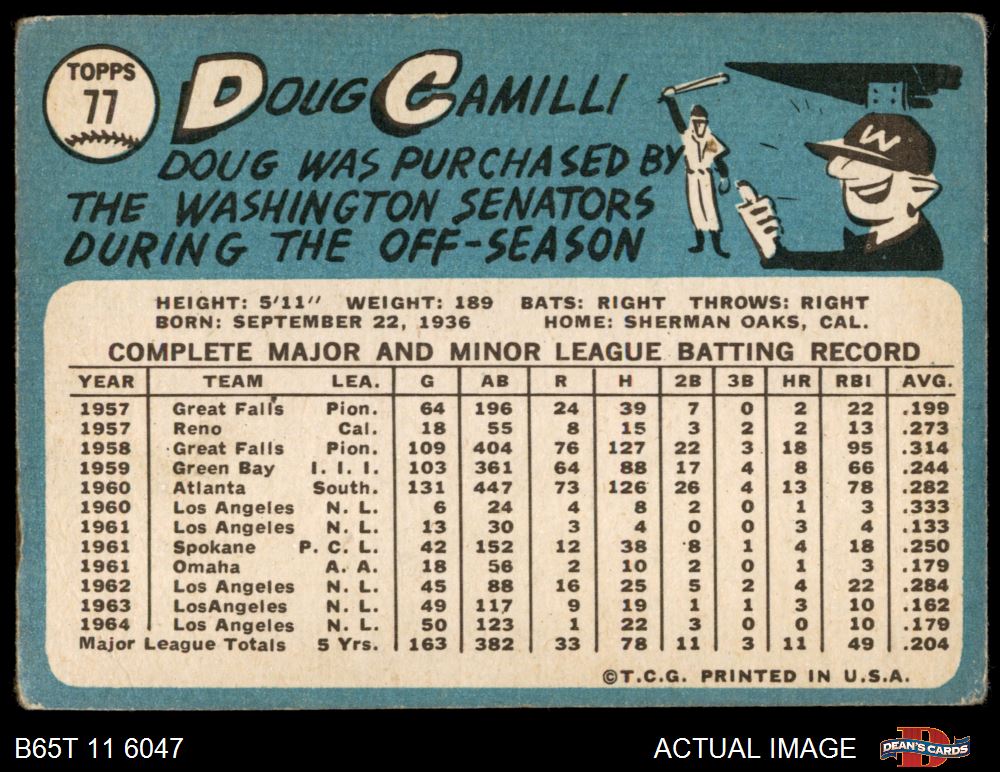 TOPPS
77
DOUG CAMILLI
DOUG WAS PURCHASED BY
THE WASHINGTON SENATORS
DURING THE OFF-SEASON
W
HEIGHT: 5'11" WEIGHT: 189 BATS: RIGHT THROWS: RIGHT
BORN: SEPTEMBER 22, 1936 HOME: SHERMAN OAKS, CAL.
COMPLETE MAJOR AND MINOR LEAGUE BATTING RECORD
YEAR TEAM LEA. G AB R H 2B 3B HR RBI AVG.
1957 Great Falls Pion. 64 196 24 39 7 0 2 22 .199
1957 Reno Cal. 18 55 8 15 3 2 2 13 .273
1958 Great Falls Pion. 109 404 76 127 22 3 18 95 .314
1959 Green Bay I. I. I. 103 361 64 88 17 4 8 66 .244
1960 Atlanta South. 131 447 73 126 26 4 13 78 .282
1960 Los Angeles N. L. 6 24 4 8 2 0 1 3 .333
1961 Los Angeles N. L. 13 30 3 4 0 0 3 4 .133
1961 Spokane P. C. L. 42 152 12 38 8 1 4 18 .250
1961 Omaha A. A. 18 56 2 10 2 0 1 3 .179
1962 Los Angeles N. L. 45 88 16 25 5 2 4 22 .284
1963 LosAngeles N. L. 49 117 9 19 1 1 3 10 .162
1964 Los Angeles N. L. 50 123 1 22 3 0 0 10 .179
Major League Totals 5 Yrs. 163 382 33 78 11 3 11 49 .204
©T.C.G. PRINTED IN U.S.A.
B65T 11 6047
ACTUAL IMAGE
D
DEAN'S CARDS